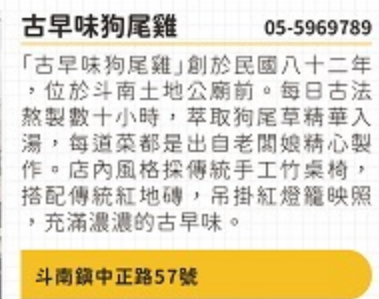 古早味狗尾雞 05-5969789
「古早味狗尾雞」創於民國八十二年
，位於斗南土地公廟前。每日古法
熬製數十小時，萃取狗尾草精華入
湯，每道菜都是出自老闆娘精心製
作。店內風格採傳統手工竹桌椅，
搭配傳統紅地磚，吊掛紅燈籠映照
，充滿濃濃的古早味。
斗南鎮中正路57號